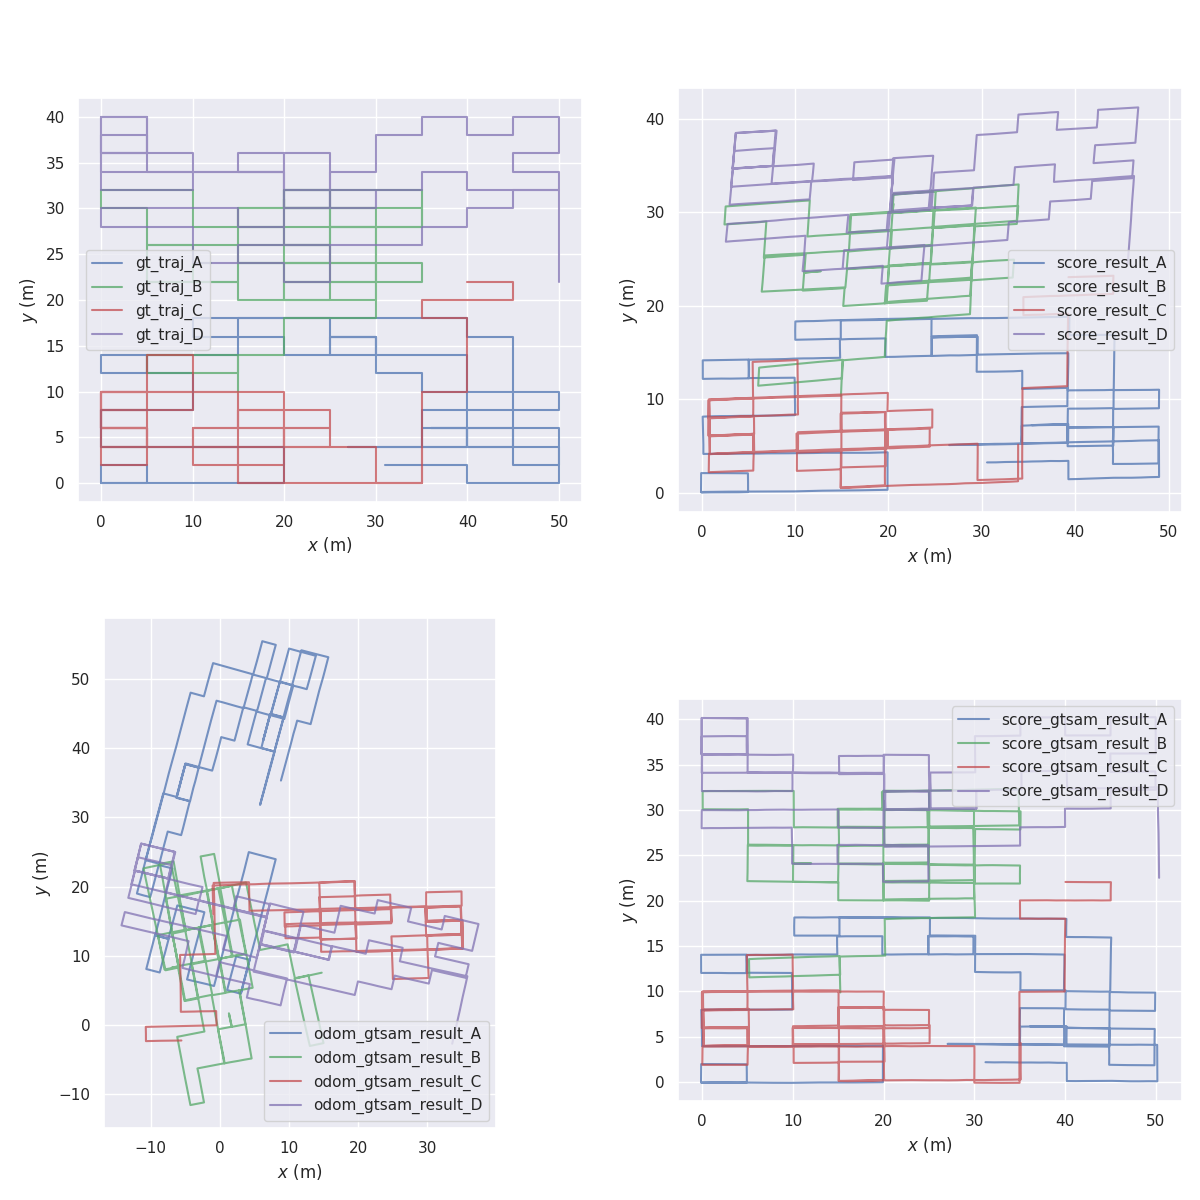 40
35
30
25
20
15
10
5
0
y (m)
gt_traj_A
gt_traj_B
gt_traj_C
gt_traj_D
0 10 20 30 40 50
x (m)
40
30
20
10
0
y (m)
score_result_A
score_result_B
score_result_C
score_result_D
0 10 20 30 40 50
x (m)
50
40
30
20
10
0
−10
y (m)
odom_gtsam_result_A
odom_gtsam_result_B
odom_gtsam_result_C
odom_gtsam_result_D
−10 0 10 20 30
x (m)
40
35
30
25
20
15
10
5
0
y (m)
score_gtsam_result_A
score_gtsam_result_B
score_gtsam_result_C
score_gtsam_result_D
0 10 20 30 40 50
x (m)